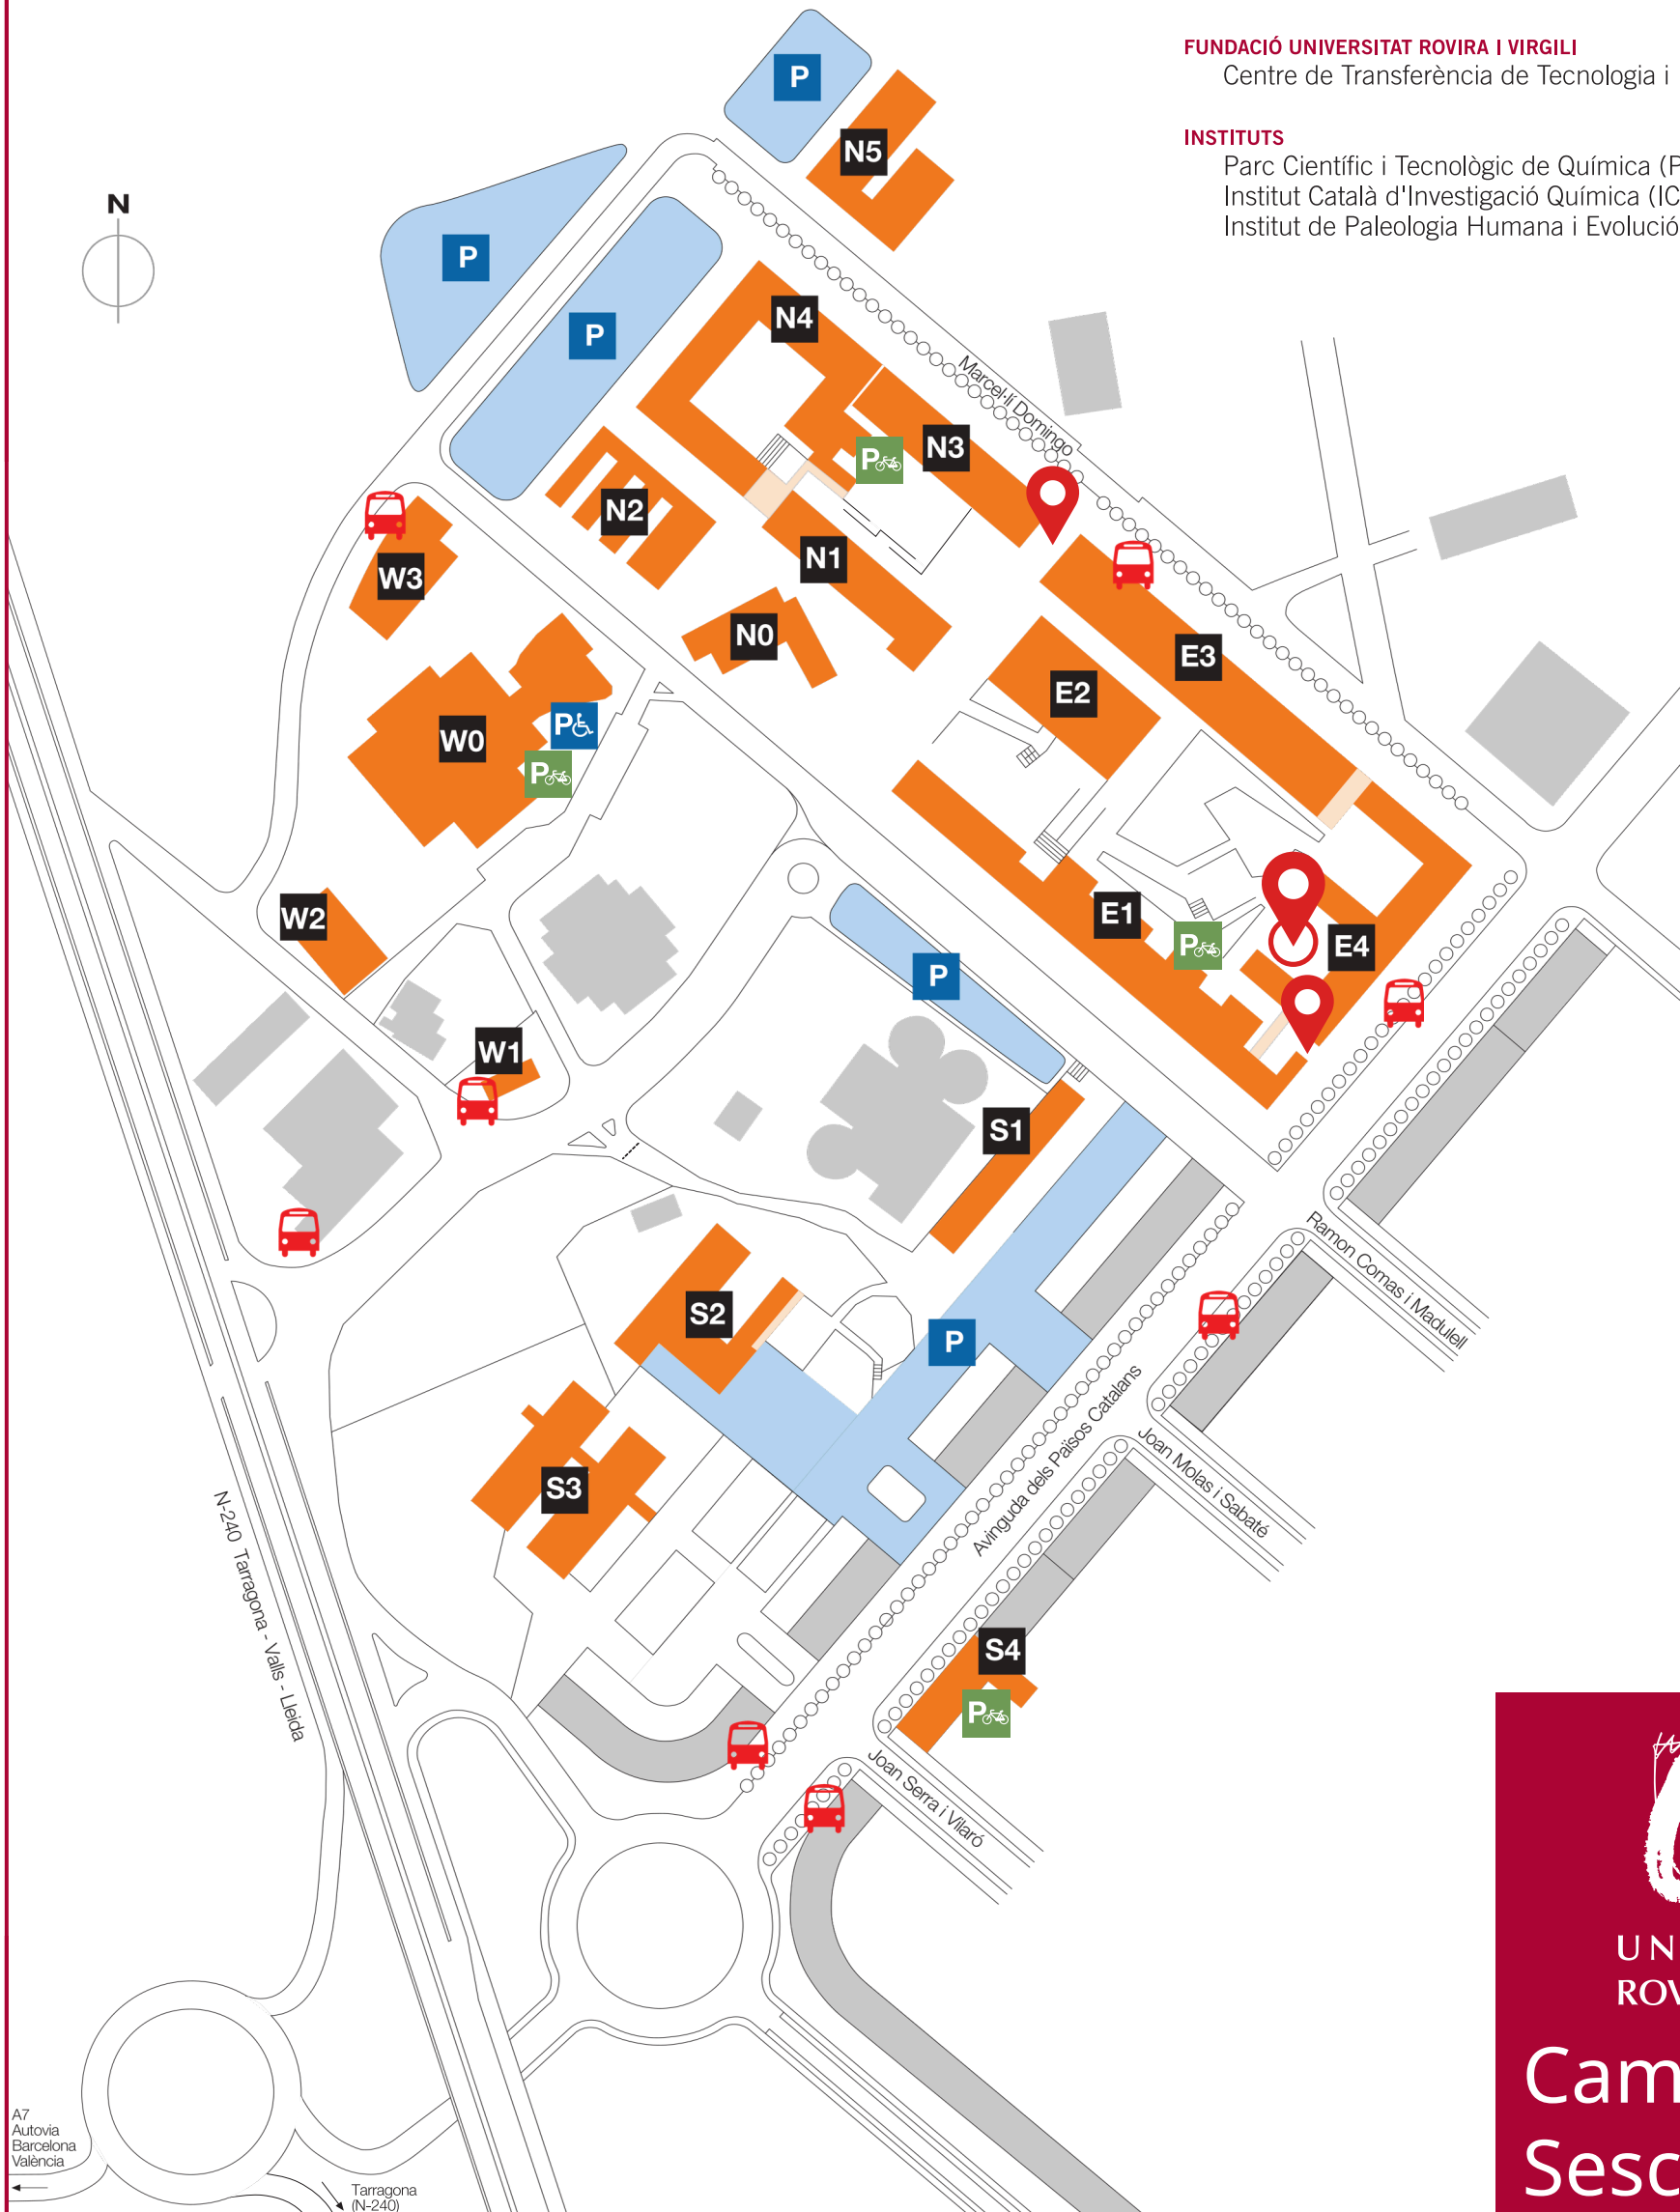 FUNDACIÓ UNIVERSITAT ROVIRA I VIRGILI
Centre de Transferència de Tecnologia i
INSTITUTS
Parc Científic i Tecnològic de Química (P
Institut Català d'Investigació Química (IC
Institut de Paleologia Humana i Evolució
N
P
N5
P
P
N4
Marcel·lí Domingo
N3
P
N2
N1
W3
N0
E3
E2
W0
P
P
W2
E1
P
E4
P
W1
S1
Ramon Comas i Madulell
S2
P
Avinguda dels Països Catalans
Joan Molas i Sabaté
S3
N-240 Tarragona - Valls - Lleida
S4
P
Joan Serra i Vilaró
UN
ROV
Cam
Sesc
A7
Autovia
Barcelona
València
Tarragona
(N-240)